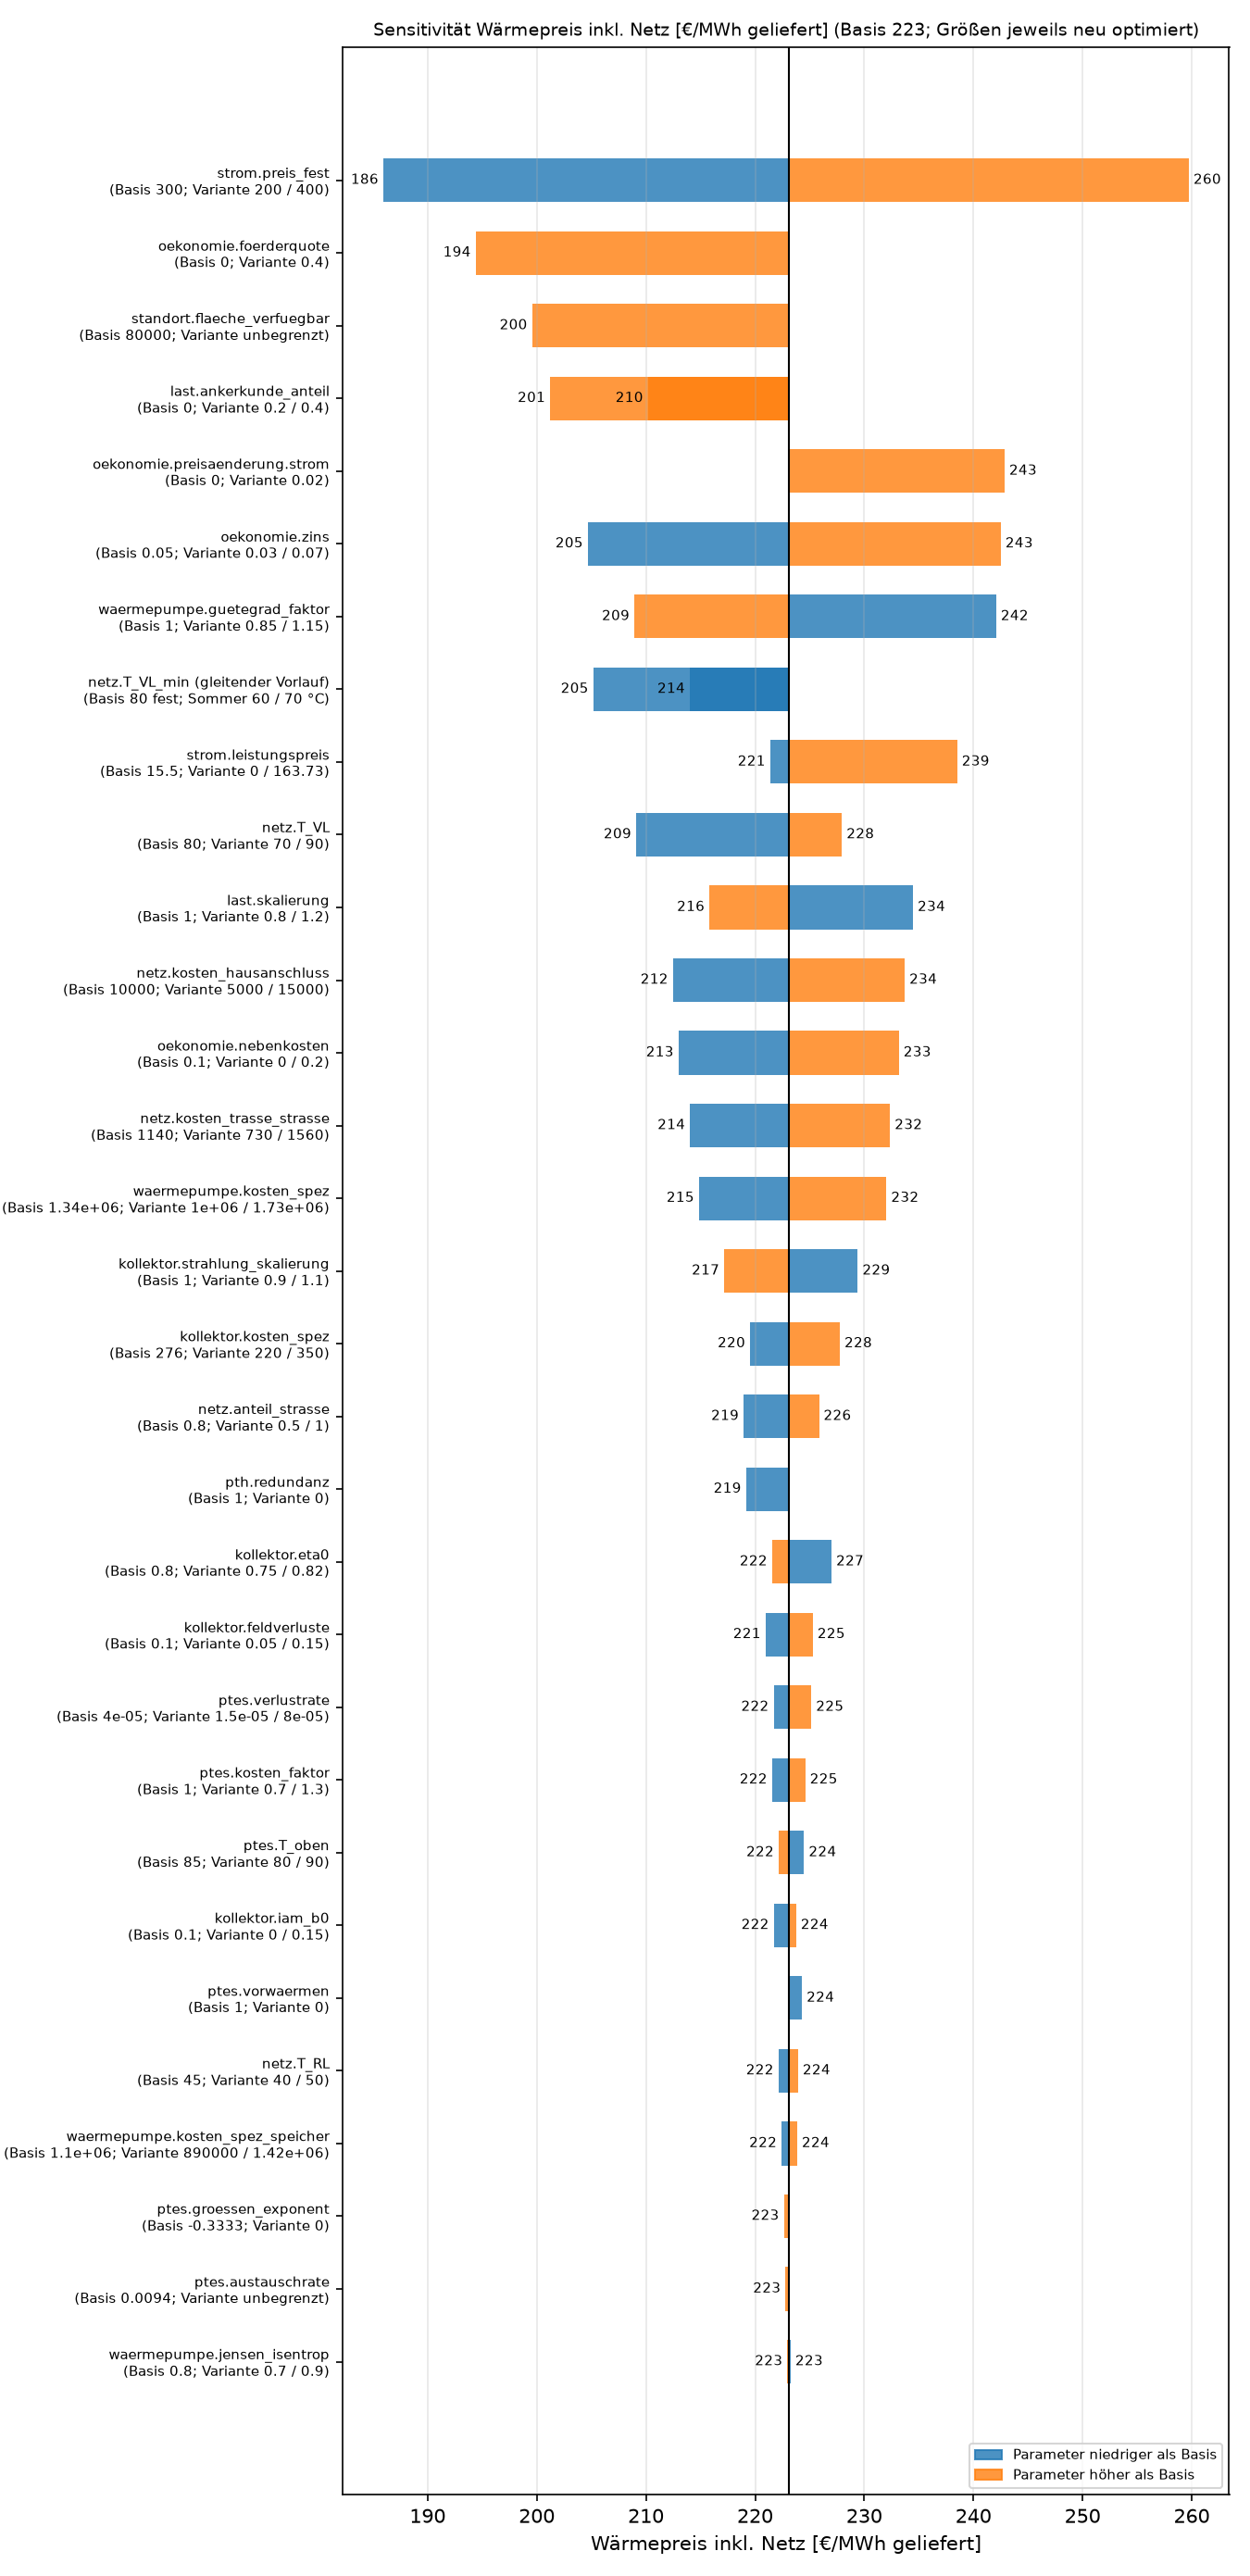 Sensitivität Wärmepreis inkl. Netz [€/MWh geliefert] (Basis 223; Größen jeweils neu optimiert)
strom.preis_fest
(Basis 300; Variante 200 / 400)
186
260
oekonomie.foerderquote
(Basis 0; Variante 0.4)
194
standort.flaeche_verfuegbar
(Basis 80000; Variante unbegrenzt)
200
last.ankerkunde_anteil
(Basis 0; Variante 0.2 / 0.4)
201
210
oekonomie.preisaenderung.strom
(Basis 0; Variante 0.02)
243
oekonomie.zins
(Basis 0.05; Variante 0.03 / 0.07)
205
243
waermepumpe.guetegrad_faktor
(Basis 1; Variante 0.85 / 1.15)
209
242
netz.T_VL_min (gleitender Vorlauf)
(Basis 80 fest; Sommer 60 / 70 °C)
205
214
strom.leistungspreis
(Basis 15.5; Variante 0 / 163.73)
221
239
netz.T_VL
(Basis 80; Variante 70 / 90)
209
228
last.skalierung
(Basis 1; Variante 0.8 / 1.2)
216
234
netz.kosten_hausanschluss
(Basis 10000; Variante 5000 / 15000)
212
234
oekonomie.nebenkosten
(Basis 0.1; Variante 0 / 0.2)
213
233
netz.kosten_trasse_strasse
(Basis 1140; Variante 730 / 1560)
214
232
waermepumpe.kosten_spez
(Basis 1.34e+06; Variante 1e+06 / 1.73e+06)
215
232
kollektor.strahlung_skalierung
(Basis 1; Variante 0.9 / 1.1)
217
229
kollektor.kosten_spez
(Basis 276; Variante 220 / 350)
220
228
netz.anteil_strasse
(Basis 0.8; Variante 0.5 / 1)
219
226
pth.redundanz
(Basis 1; Variante 0)
219
kollektor.eta0
(Basis 0.8; Variante 0.75 / 0.82)
222
227
kollektor.feldverluste
(Basis 0.1; Variante 0.05 / 0.15)
221
225
ptes.verlustrate
(Basis 4e-05; Variante 1.5e-05 / 8e-05)
222
225
ptes.kosten_faktor
(Basis 1; Variante 0.7 / 1.3)
222
225
ptes.T_oben
(Basis 85; Variante 80 / 90)
222
224
kollektor.iam_b0
(Basis 0.1; Variante 0 / 0.15)
222
224
ptes.vorwaermen
(Basis 1; Variante 0)
224
netz.T_RL
(Basis 45; Variante 40 / 50)
222
224
waermepumpe.kosten_spez_speicher
(Basis 1.1e+06; Variante 890000 / 1.42e+06)
222
224
ptes.groessen_exponent
(Basis -0.3333; Variante 0)
223
ptes.austauschrate
(Basis 0.0094; Variante unbegrenzt)
223
waermepumpe.jensen_isentrop
(Basis 0.8; Variante 0.7 / 0.9)
223
223
Parameter niedriger als Basis
Parameter höher als Basis
190
200
210
220
230
240
250
260
Wärmepreis inkl. Netz [€/MWh geliefert]